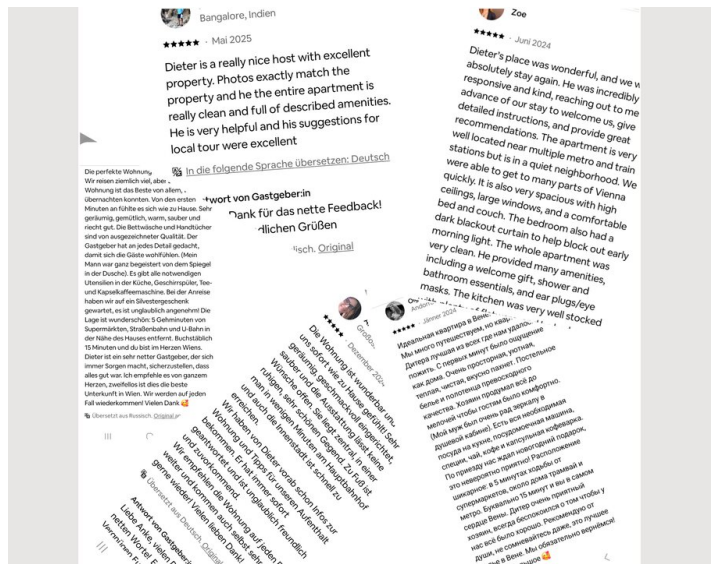 Bangalore, Indien
★★★★★ · Mai 2025
Dieter is a really nice host with excellent
property. Photos exactly match the
property and he the entire apartment is
really clean and full of described amenities.
He is very helpful and his suggestions for
local tour were excellent
In die folgende Sprache übersetzen: Deutsch
wort von Gastgeber:in
Dank für das nette Feedback!
dlichen Grüßen
isch. Original
Zoe
★★★★★ · Juni 2024
Dieter's place was wonderful, and we w
absolutely stay again. He was incredibly
responsive and kind, reaching out to me
advance of our stay to welcome us, give
detailed instructions, and provide great
recommendations. The apartment is very
well located near multiple metro and train
stations but is in a quiet neighborhood. We
were able to get to many parts of Vienna
quickly. It is also very spacious with high
ceilings, large windows, and a comfortable
bed and couch. The bedroom also had a
dark blackout curtain to help block out early
morning light. The whole apartment was
very clean. He provided many amenities,
including a welcome gift, shower and
bathroom essentials, and ear plugs/eye
masks. The kitchen was very well stocked
Die perfekte Wohnung
Wir reisen ziemlich viel, aber
Wohnung ist das Beste von allem,
übernachten konnten. Von den ersten
Minuten an fühlte es sich wie zu Hause. Sehr
geräumig, gemütlich, warm, sauber und
riecht gut. Die Bettwäsche und Handtücher
sind von ausgezeichneter Qualität. Der
Gastgeber hat an jedes Detail gedacht,
damit sich die Gäste wohlfühlen. (Mein
Mann war ganz begeistert von dem Spiegel
in der Dusche). Es gibt alle notwendigen
Utensilien in der Küche, Geschirrspüler, Tee-
und Kapselkaffeemaschine. Bei der Anreise
haben wir auf ein Silvestergeschenk
gewartet, es ist unglaublich angenehm! Die
Lage ist wunderschön: 5 Gehminuten von
Supermärkten, Straßenbahn und U-Bahn in
der Nähe des Hauses entfernt. Buchstäblich
15 Minuten und du bist im Herzen Wiens.
Dieter ist ein sehr netter Gastgeber, der sich
immer Sorgen macht, sicherzustellen, dass
alles gut war. Ich empfehle es von ganzem
Herzen, zweifellos ist dies die beste
Unterkunft in Wien. Wir werden auf jeden
Fall wiederkommen! Vielen Dank 🥰
Übersetzt aus Russisch. Original
★★★★★ · Dezember 202
Die Wohnung ist wunderbar und
uns sofort wie zu Hause gefühlt! Sehr
geräumig, geschmackvoll eingerichtet,
sauber und die Ausstattung lässt keine
Wünsche offen. Sie liegt zentral, in einer
ruhigen, sehr schönen Gegend. Zu Fuß ist
man in wenigen Minuten am Hauptbahnhof
und auch die Innenstadt ist schnell zu
erreichen.
Wir haben von Dieter vorab schon Infos zur
Wohnung und Tipps für unseren Aufenthalt
bekommen. Er hat immer sofort
geantwortet und ist unglaublich freundlich
und zuvorkommend.
Wir empfehlen die Wohnung auf jeden
weiter und kommen auch selbst sehr
gerne wieder! Vielen lieben Dank!
Übersetzt aus Deutsch. Original
Antwort von Gastgeber:
Liebe Anke, vielen
netten Worte!
★★★★★ · Jänner 2024
Идеальная квартира в Вене.
Мы много путешествуем, но квар
Дитера лучшая из всех где нам удало
пожить. С первых минут было ощущение
как дома. Очень просторная, уютная,
теплая, чистая, вкусно пахнет. Постельное
белье и полотенца превосходного
качества. Хозяин продумал всё до
мелочей чтобы гостям было комфортно.
(Мой муж был очень рад зеркалу в
душевой кабине). Есть вся необходимая
посуда на кухне, посудомоечная машина,
специи, чай, кофе и капсульная кофеварка.
По приезду нас ждал новогодний подарок,
это невероятно приятно! Расположение
шикарное: в 5 минутах ходьбы от
супермаркетов, около дома трамвай и
метро. Буквально 15 минут и вы в самом
сердце Вены. Дитер очень приятный
хозяин, всегда беспокоился о том чтобы у
нас всё было хорошо. Рекомендую от
души, не сомневайтесь даже, это лучшее
ье в Вене. Мы обязательно вернёмся!
🥰